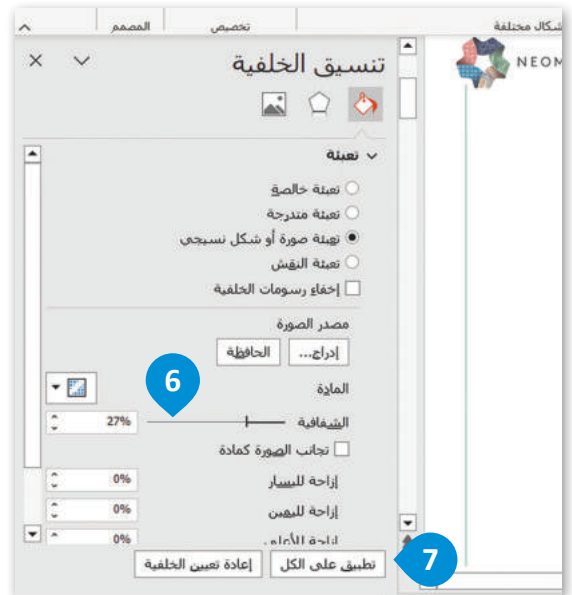 أشكال مختلفة
تخصيص
المصمم
NEOM
تنسيق الخلفية
تعبئة
تعبئة خالصة
تعبئة متدرجة
تعبئة صورة أو شكل نسيجي
تعبئة النقش
إخفاء رسومات الخلفية
مصدر الصورة
إدراج...
الحافظة
المادة
6
الشفافية
27%
تجانب الصورة كمادة
إزاحة لليسار
0%
إزاحة لليمين
0%
إزاحة للأعلى
0%
تطبيق على الكل
إعادة تعيين الخلفية
7